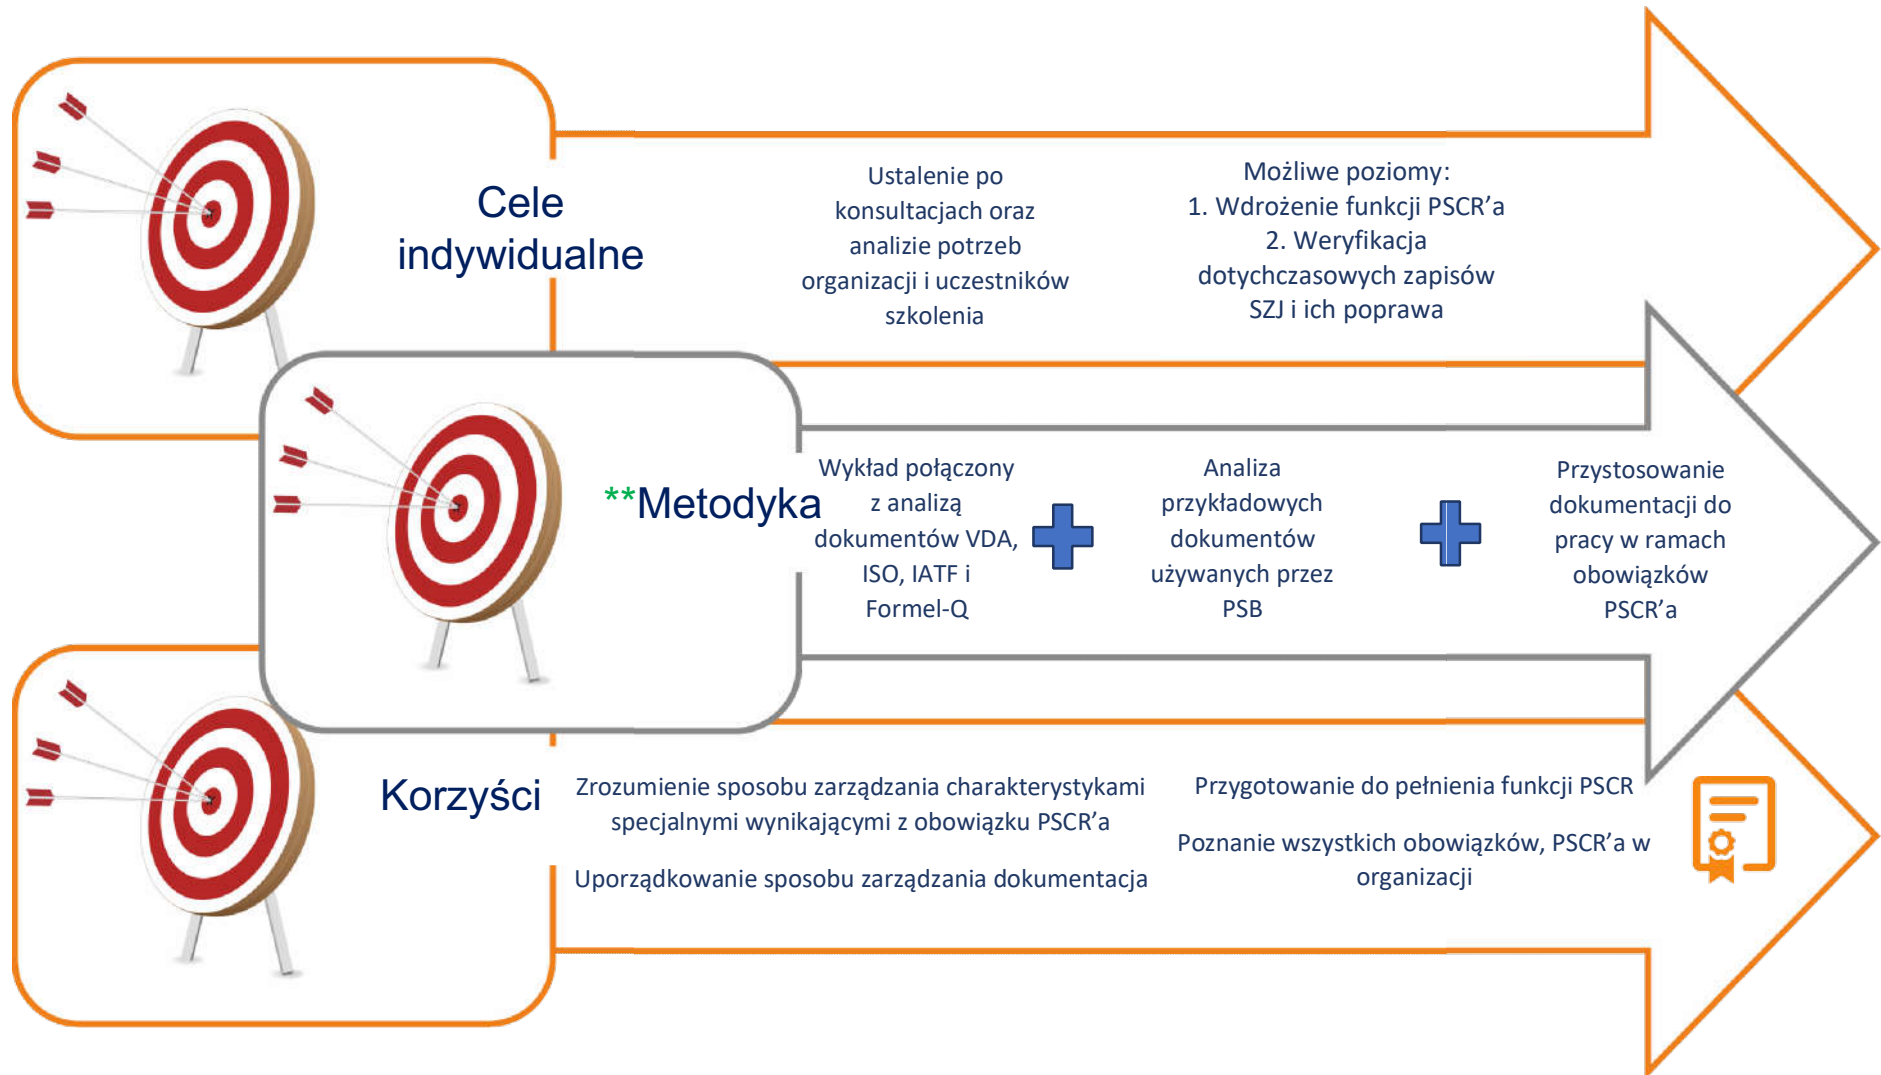 Cele
indywidualne
Ustalenie po
konsultacjach oraz
analizie potrzeb
organizacji i uczestników
szkolenia
Możliwe poziomy:
1. Wdrożenie funkcji PSCR’a
2. Weryfikacja
dotychczasowych zapisów
SZJ i ich poprawa
**Metodyka
Wykład połączony
z analizą
dokumentów VDA,
ISO, IATF i
Formel-Q
Analiza
przykładowych
dokumentów
używanych przez
PSB
Przystosowanie
dokumentacji do
pracy w ramach
obowiązków
PSCR’a
Korzyści
Zrozumienie sposobu zarządzania charakterystykami
specjalnymi wynikającymi z obowiązku PSCR’a
Uporządkowanie sposobu zarządzania dokumentacja
Przygotowanie do pełnienia funkcji PSCR
Poznanie wszystkich obowiązków, PSCR’a w
organizacji